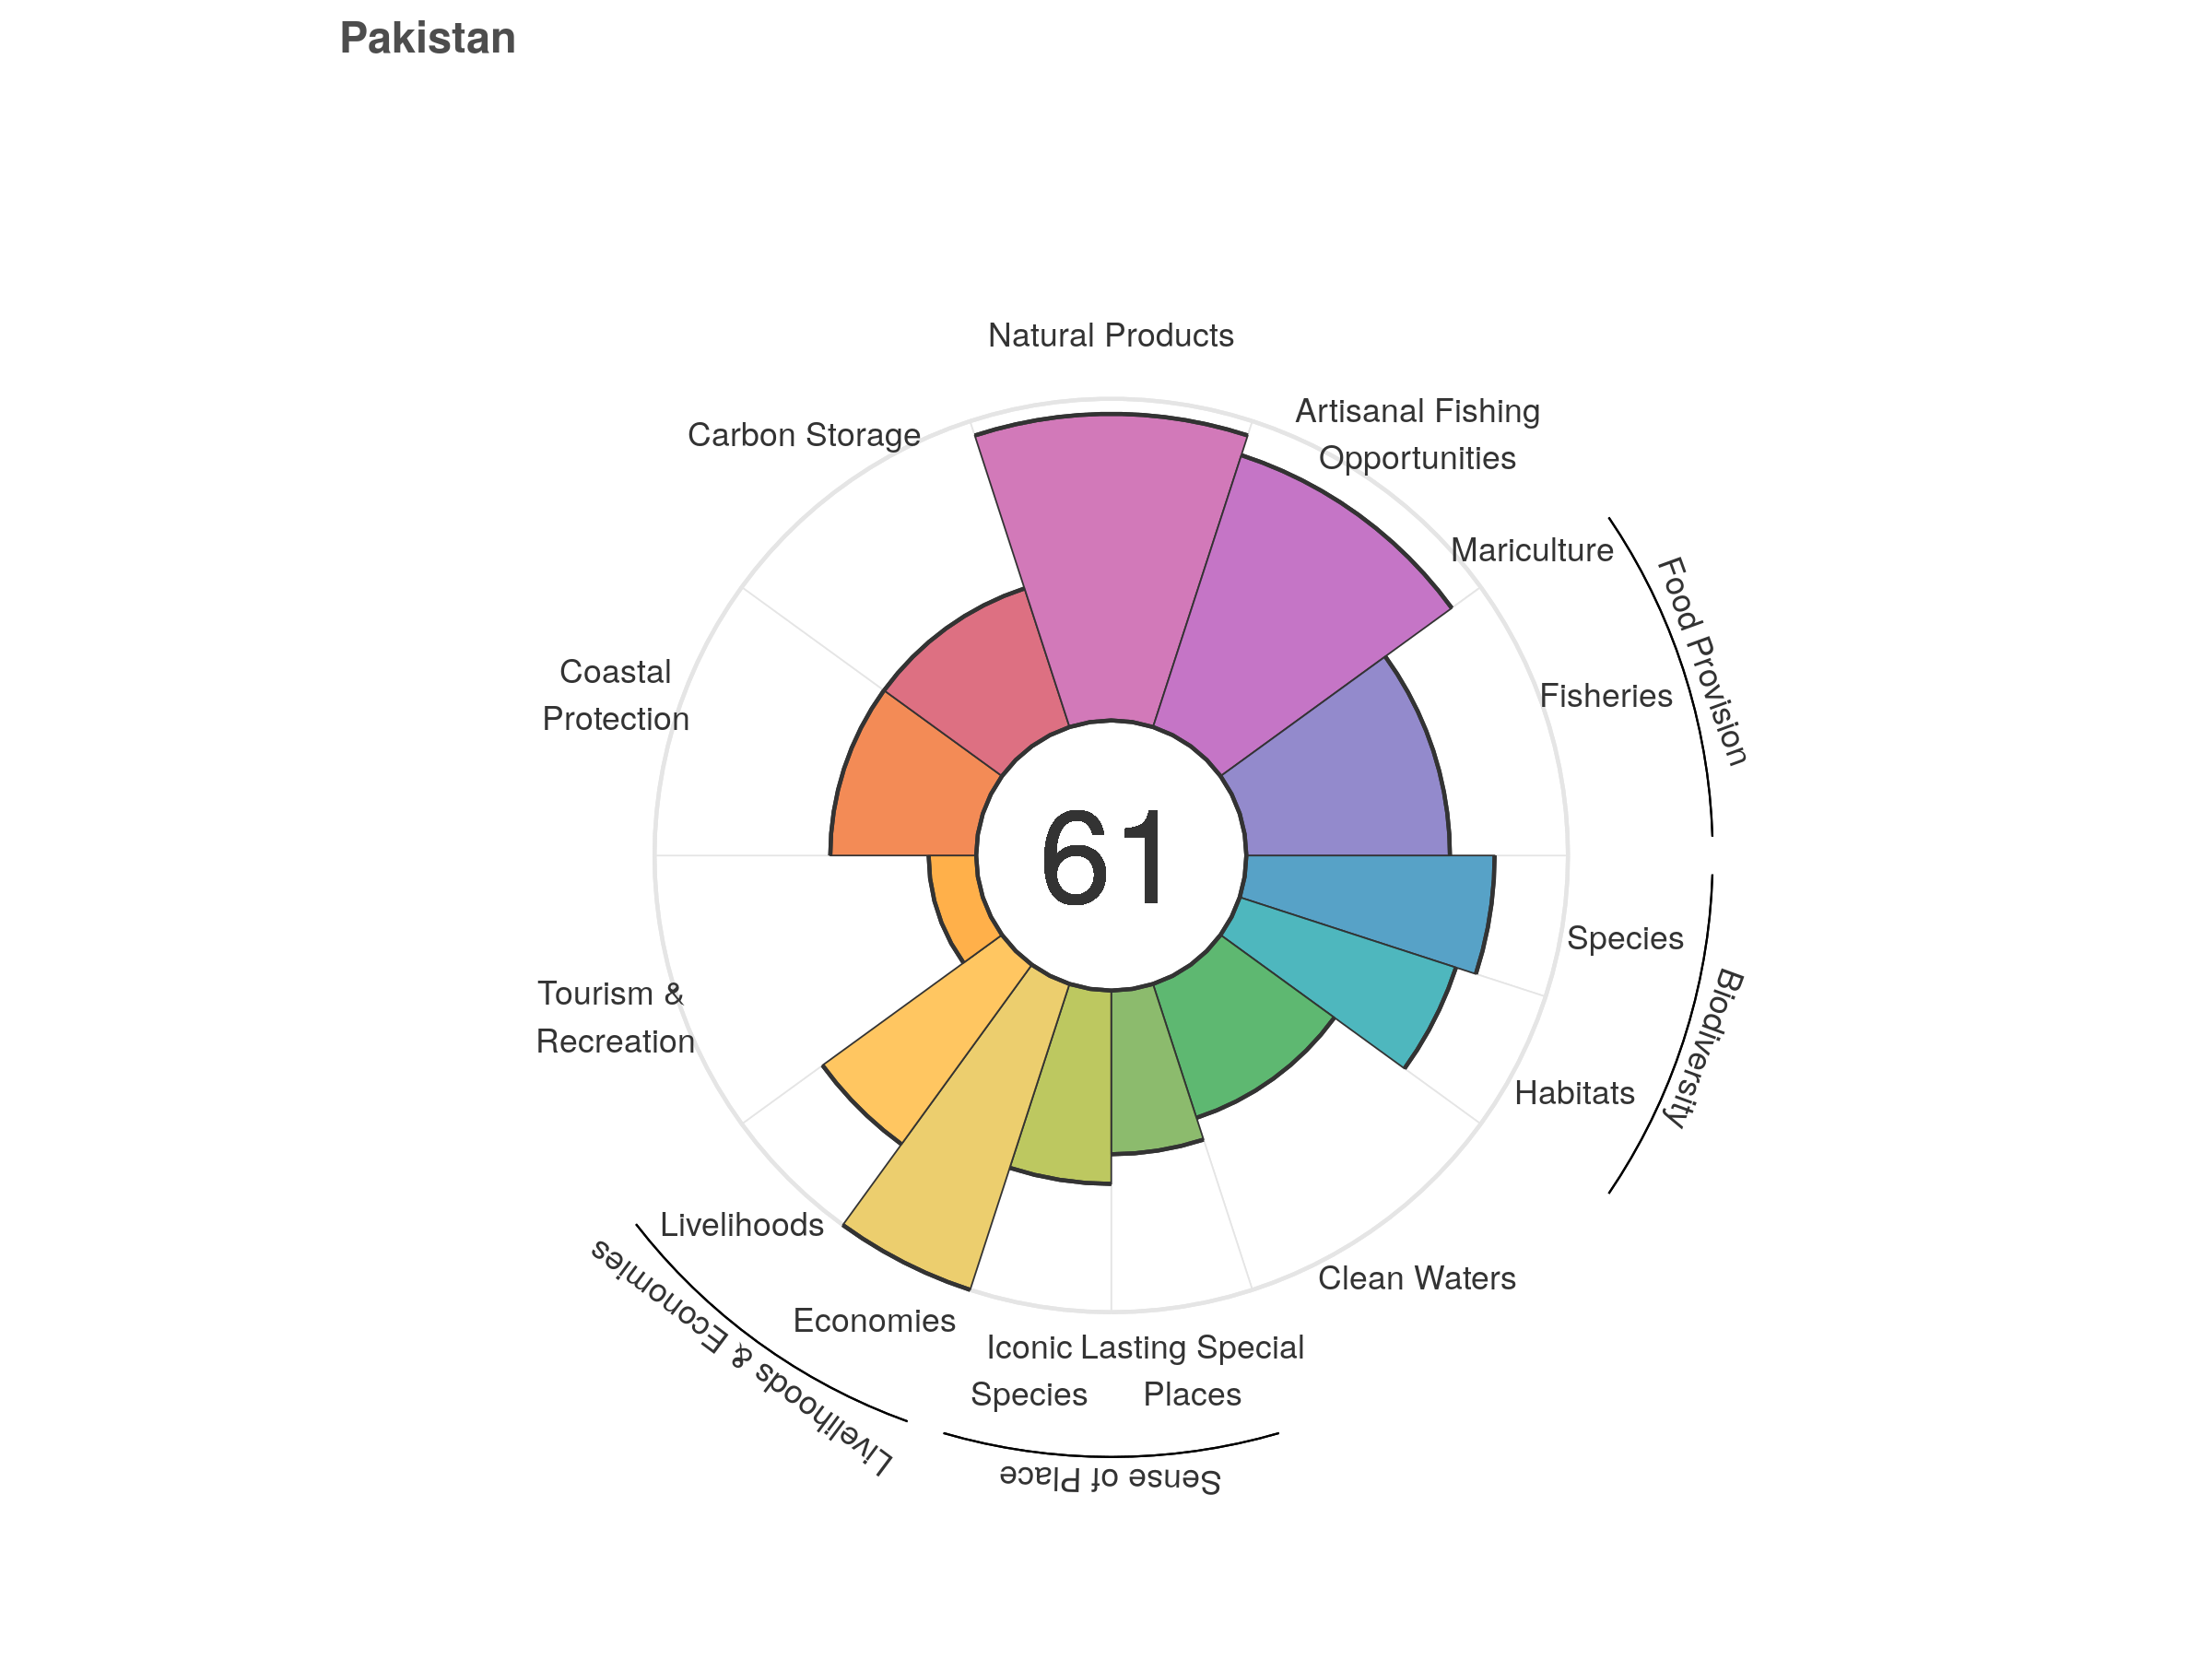 Pakistan
Natural Products
Artisanal Fishing
Opportunities
Carbon Storage
Mariculture
Food Provision
Fisheries
Coastal
Protection
61
Species
Biodiversity
Tourism &
Recreation
Habitats
Livelihoods
Livelihoods & Economies
Clean Waters
Economies
Iconic
Species
Lasting Special
Places
Sense of Place